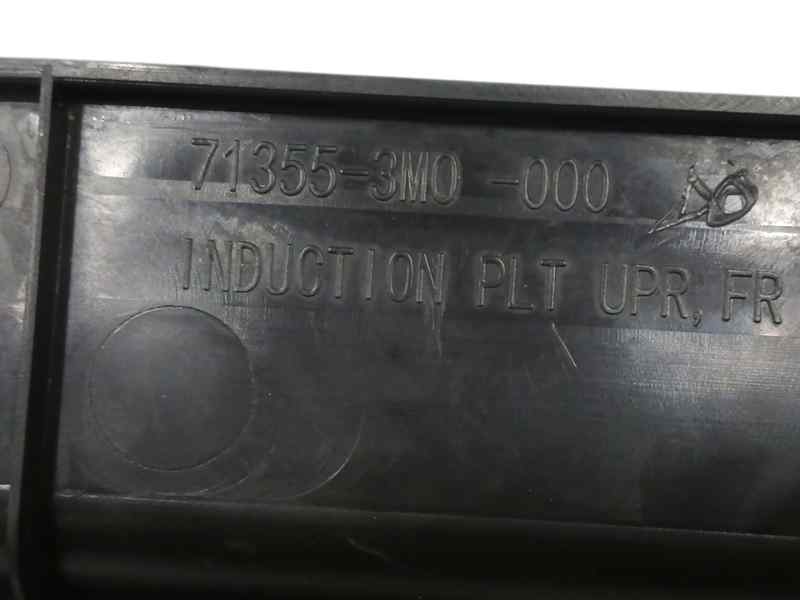 71355-3M0 -000
INDUCTION PLT UPR, FR